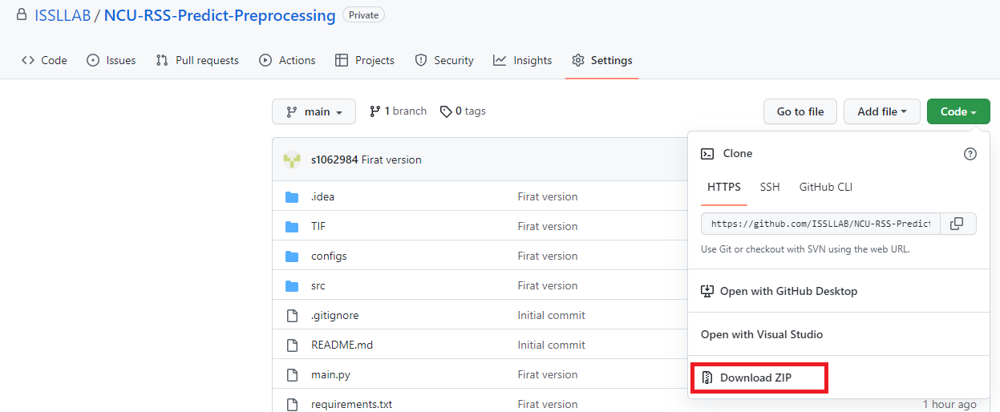 ISSLLAB / NCU-RSS-Predict-Preprocessing Private
Code Issues Pull requests Actions Projects Security Insights Settings
main 1 branch 0 tags Go to file Add file Code
s1062984 Firat version
.idea Firat version
TIF Firat version
configs Firat version
src Firat version
.gitignore Initial commit
README.md Initial commit
main.py Firat version
requirements.txt Firat version 1 hour ago
Clone
HTTPS SSH GitHub CLI
https://github.com/ISSLLAB/NCU-RSS-Predict
Use Git or checkout with SVN using the web URL.
Open with GitHub Desktop
Open with Visual Studio
Download ZIP